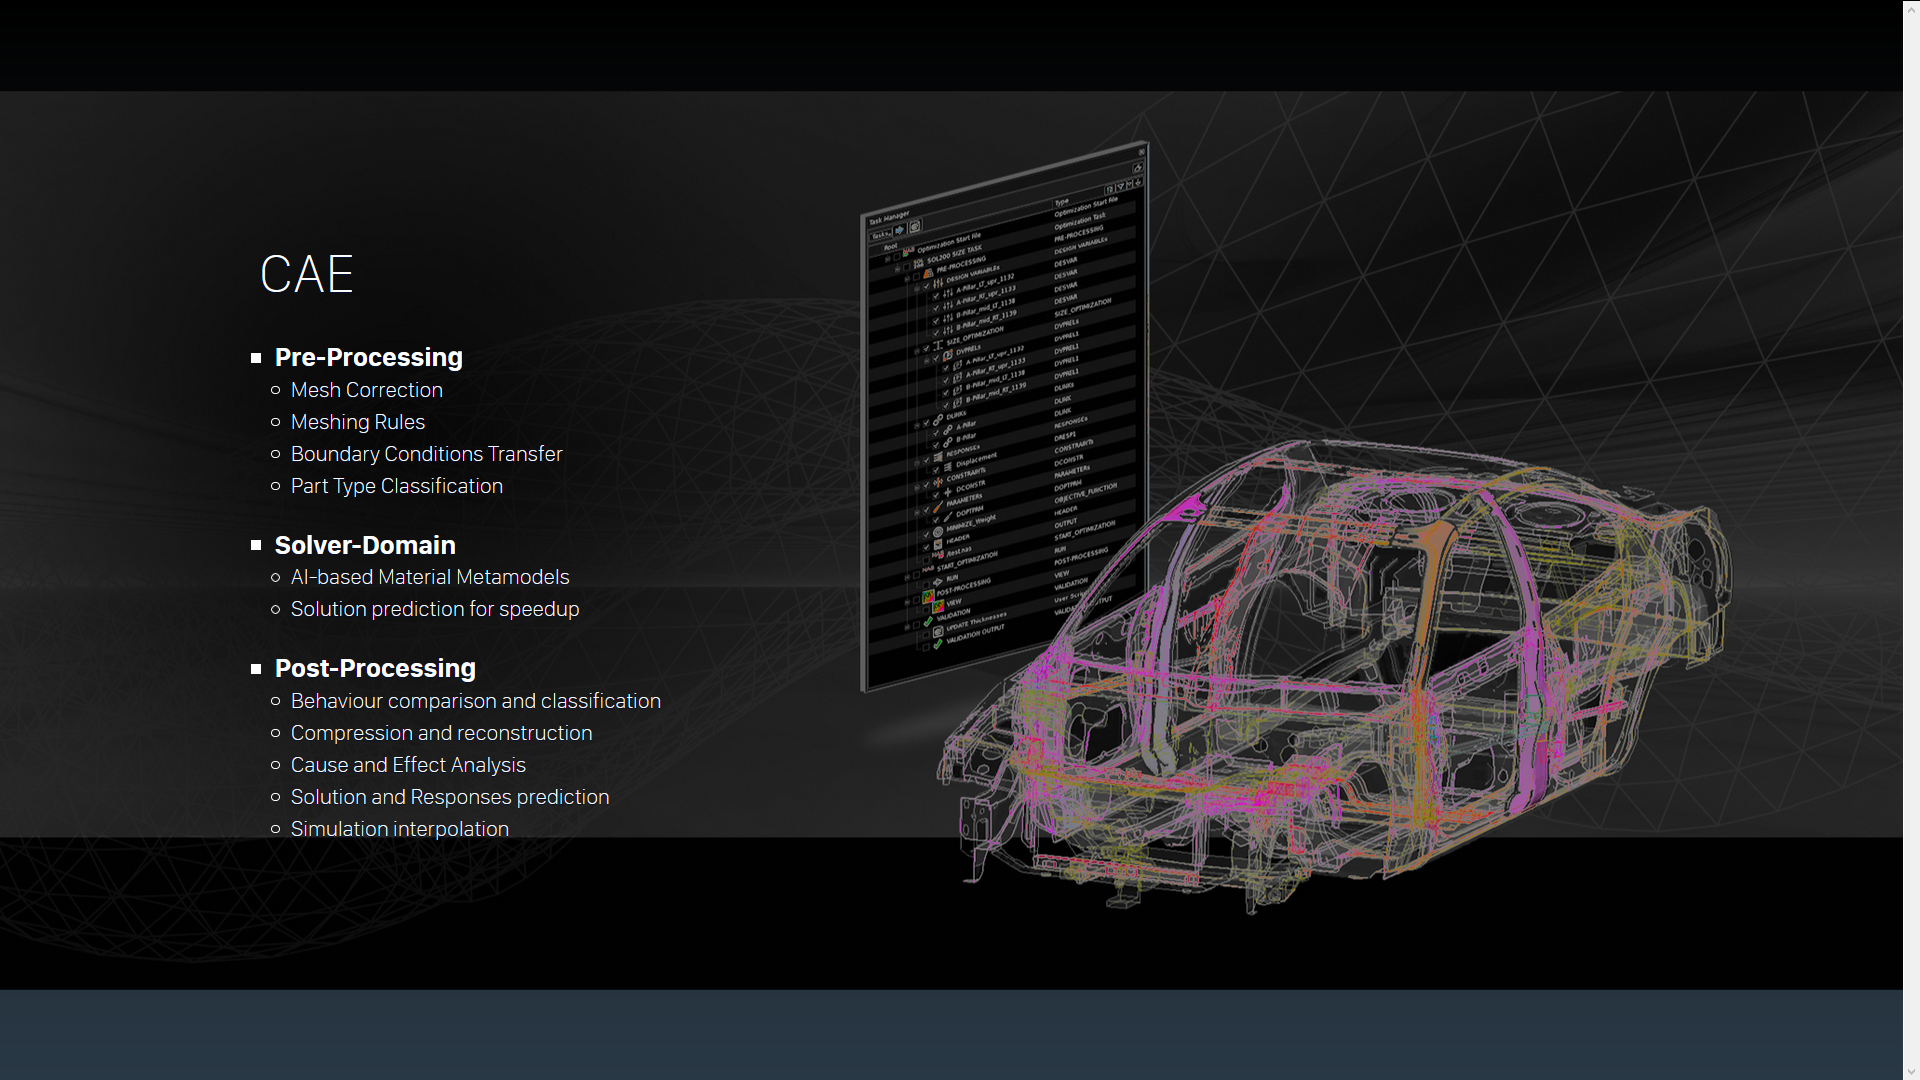 CAE
Pre-Processing
Mesh Correction
Meshing Rules
Boundary Conditions Transfer
Part Type Classification
Solver-Domain
AI-based Material Metamodels
Solution prediction for speedup
Post-Processing
Behaviour comparison and classification
Compression and reconstruction
Cause and Effect Analysis
Solution and Responses prediction
Simulation interpolation
Task Manager
Tasks
Root Type
Optimization Start File Optimization Start File
SOL200 SIZE TASK Optimization Task
PRE-PROCESSING PRE-PROCESSING
DESIGN VARIABLEs DESIGN VARIABLEs
A-Pillar_LT_upr_1132 DESVAR
A-Pillar_RT_upr_1133 DESVAR
B-Pillar_mid_LT_1138 DESVAR
B-Pillar_mid_RT_1139 DESVAR
SIZE_OPTIMIZATION SIZE_OPTIMIZATION
DVPRELs DVPRELs
A-Pillar_LT_upr_1132 DVPREL1
A-Pillar_RT_upr_1133 DVPREL1
B-Pillar_mid_LT_1138 DVPREL1
B-Pillar_mid_RT_1139 DVPREL1
DLINKs DLINKs
A-Pillar DLINK
B-Pillar DLINK
RESPONSEs RESPONSEs
Displacement DRESP1
CONSTRAINTs CONSTRAINTs
DCONSTR DCONSTR
PARAMETERs PARAMETERs
DOPTPRM DOPTPRM
MINIMIZE_Weight OBJECTIVE_FUNCTION
HEADER HEADER
/test.nas OUTPUT
START_OPTIMIZATION START_OPTIMIZATION
RUN RUN
POST-PROCESSING POST-PROCESSING
VIEW VIEW
VALIDATION VALIDATION
UPDATE Thicknesses User
VALIDATION OUTPUT